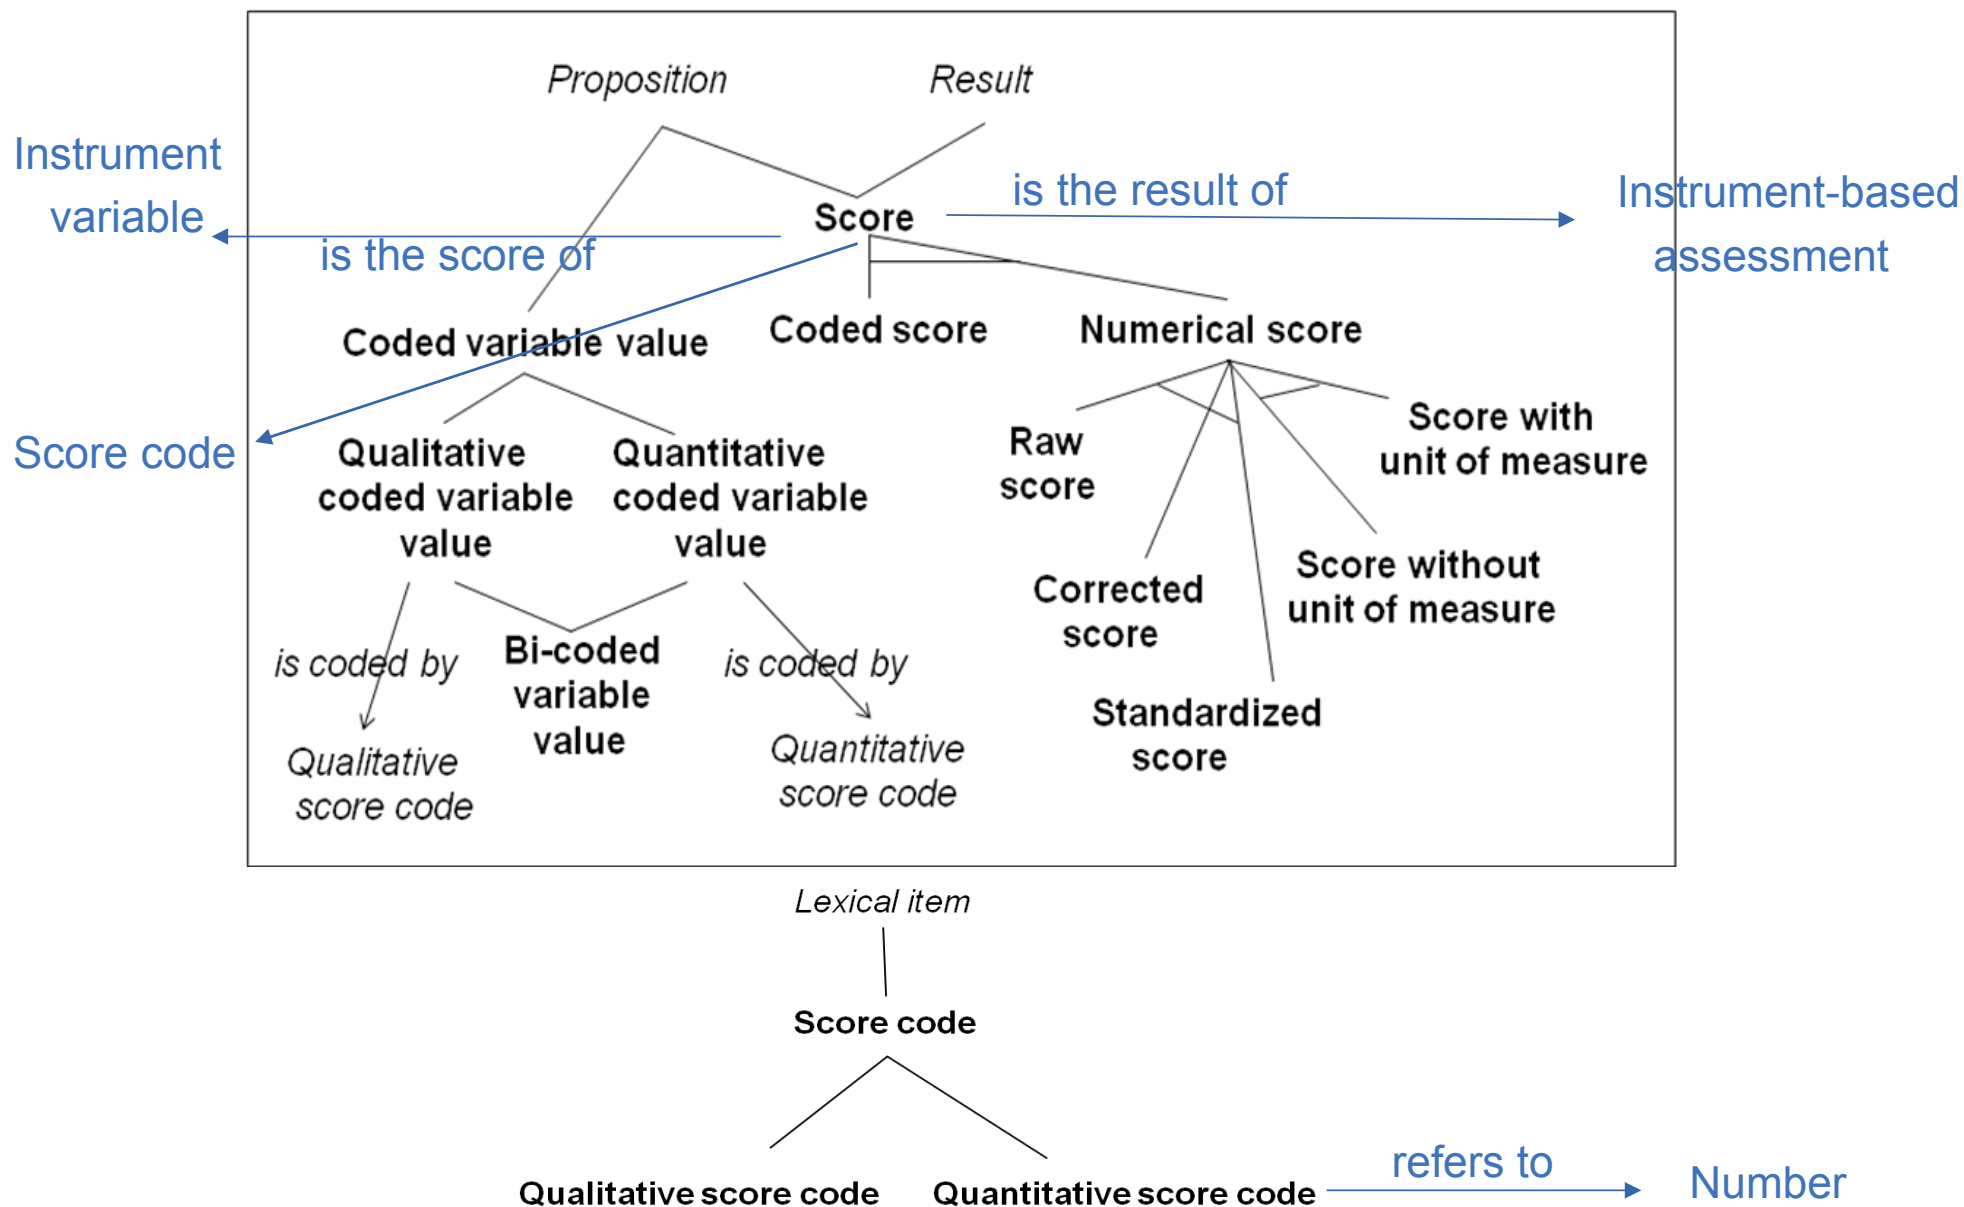 Proposition
Result
Instrument
variable
is the result of
Instrument-based
assessment
Score
is the score of
Coded variable value
Coded score
Numerical score
Score code
Qualitative
coded variable
value
Quantitative
coded variable
value
Raw
score
Score with
unit of measure
Corrected
score
Score without
unit of measure
is coded by
Bi-coded
variable
value
is coded by
Standardized
score
Qualitative
score code
Quantitative
score code
Lexical item
Score code
Qualitative score code
Quantitative score code
refers to
Number